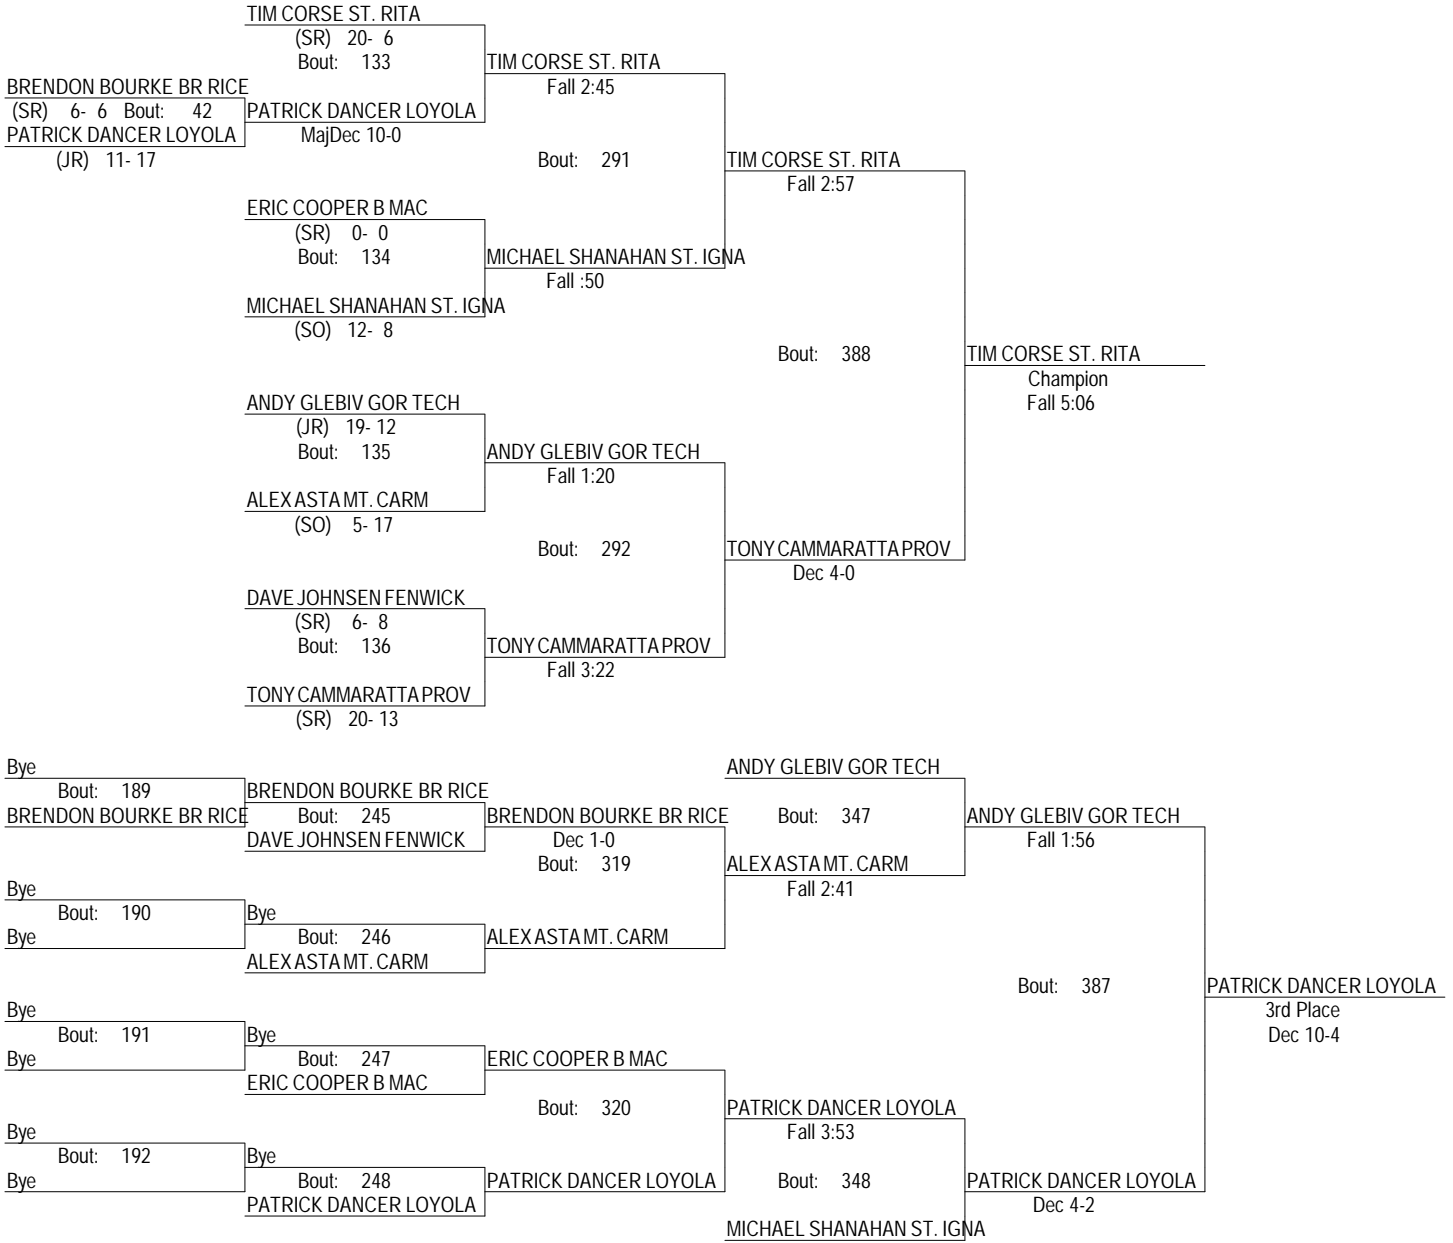 TIM CORSE ST. RITA
(SR) 20- 6
Bout: 133
TIM CORSE ST. RITA
Fall 2:45
BRENDON BOURKE BR RICE
(SR) 6- 6 Bout: 42
PATRICK DANCER LOYOLA
PATRICK DANCER LOYOLA
MajDec 10-0
(JR) 11- 17
Bout: 291
TIM CORSE ST. RITA
Fall 2:57
ERIC COOPER B MAC
(SR) 0- 0
Bout: 134
MICHAEL SHANAHAN ST. IGNA
Fall :50
MICHAEL SHANAHAN ST. IGNA
(SO) 12- 8
Bout: 388
TIM CORSE ST. RITA
Champion
Fall 5:06
ANDY GLEBIV GOR TECH
(JR) 19- 12
Bout: 135
ANDY GLEBIV GOR TECH
Fall 1:20
ALEX ASTA MT. CARM
(SO) 5- 17
Bout: 292
TONY CAMMARATTA PROV
Dec 4-0
DAVE JOHNSEN FENWICK
(SR) 6- 8
Bout: 136
TONY CAMMARATTA PROV
Fall 3:22
TONY CAMMARATTA PROV
(SR) 20- 13
Bye
Bout: 189
BRENDON BOURKE BR RICE
BRENDON BOURKE BR RICE
Bout: 245
DAVE JOHNSEN FENWICK
BRENDON BOURKE BR RICE
Dec 1-0
Bout: 319
ANDY GLEBIV GOR TECH
Bout: 347
ALEX ASTA MT. CARM
Fall 2:41
ANDY GLEBIV GOR TECH
Fall 1:56
Bye
Bout: 190
Bye
Bye
Bout: 246
ALEX ASTA MT. CARM
ALEX ASTA MT. CARM
Bout: 387
PATRICK DANCER LOYOLA
3rd Place
Dec 10-4
Bye
Bout: 191
Bye
Bye
Bout: 247
ERIC COOPER B MAC
ERIC COOPER B MAC
Bout: 320
PATRICK DANCER LOYOLA
Fall 3:53
Bye
Bout: 192
Bye
Bye
Bout: 248
PATRICK DANCER LOYOLA
PATRICK DANCER LOYOLA
Bout: 348
MICHAEL SHANAHAN ST. IGNA
PATRICK DANCER LOYOLA
Dec 4-2